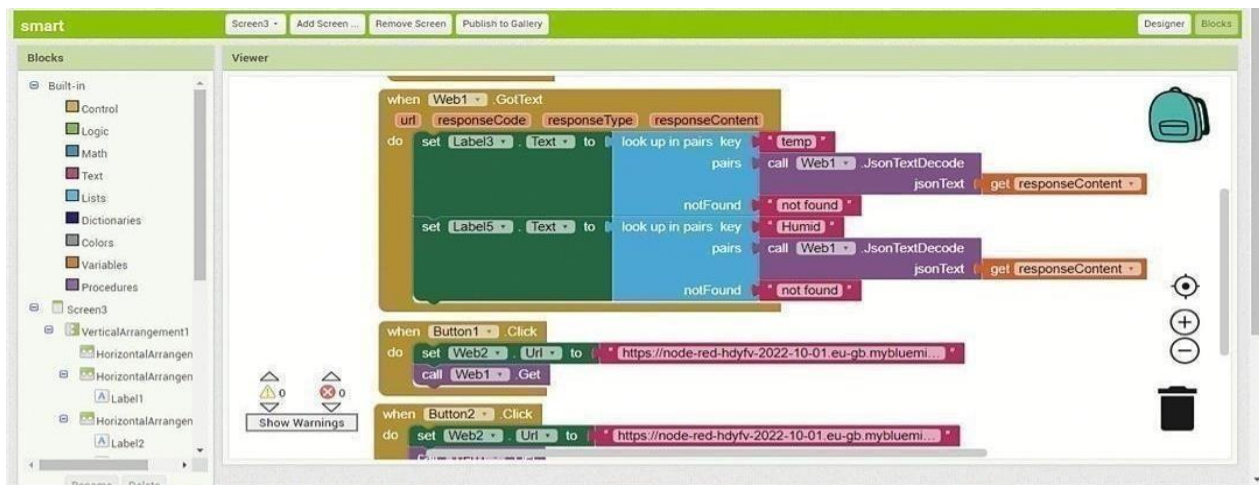 smart
Screen3 Add Screen ... Remove Screen Publish to Gallery Designer Blocks
Blocks
Viewer
Built-in
Control
Logic
Math
Text
Lists
Dictionaries
Colors
Variables
Procedures
Screen3
VerticalArrangement1
HorizontalArrangen
HorizontalArrangen
Label1
HorizontalArrangen
Label2
Rename Delete
when Web1 .GotText
url responseCode responseType responseContent
do set Label3 . Text to look up in pairs key " temp "
pairs call Web1 .JsonTextDecode
jsonText get responseContent
notFound " not found "
set Label5 . Text to look up in pairs key " Humid "
pairs call Web1 .JsonTextDecode
jsonText get responseContent
notFound " not found "
when Button1 .Click
do set Web2 . Url to " https://node-red-hdyfv-2022-10-01.eu-gb.mybluemi... "
call Web1 .Get
when Button2 .Click
do set Web2 . Url to " https://node-red-hdyfv-2022-10-01.eu-gb.mybluemi... "
0 0
Show Warnings